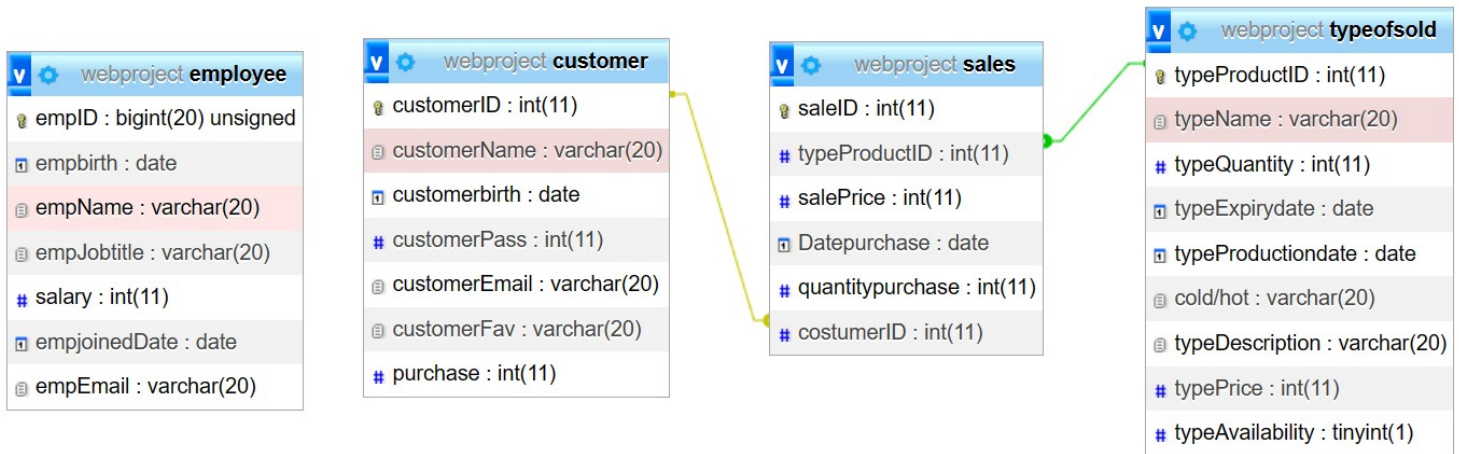 v webproject employee
empID : bigint(20) unsigned
empbirth : date
empName : varchar(20)
empJobtitle : varchar(20)
# salary : int(11)
empjoinedDate : date
empEmail : varchar(20)
v webproject customer
customerID : int(11)
customerName : varchar(20)
customerbirth : date
# customerPass : int(11)
customerEmail : varchar(20)
customerFav : varchar(20)
# purchase : int(11)
v webproject sales
saleID : int(11)
# typeProductID : int(11)
# salePrice : int(11)
Datepurchase : date
# quantitypurchase : int(11)
# costumerID : int(11)
v webproject typeofsold
typeProductID : int(11)
typeName : varchar(20)
# typeQuantity : int(11)
typeExpirydate : date
typeProductiondate : date
cold/hot : varchar(20)
typeDescription : varchar(20)
# typePrice : int(11)
# typeAvailability : tinyint(1)